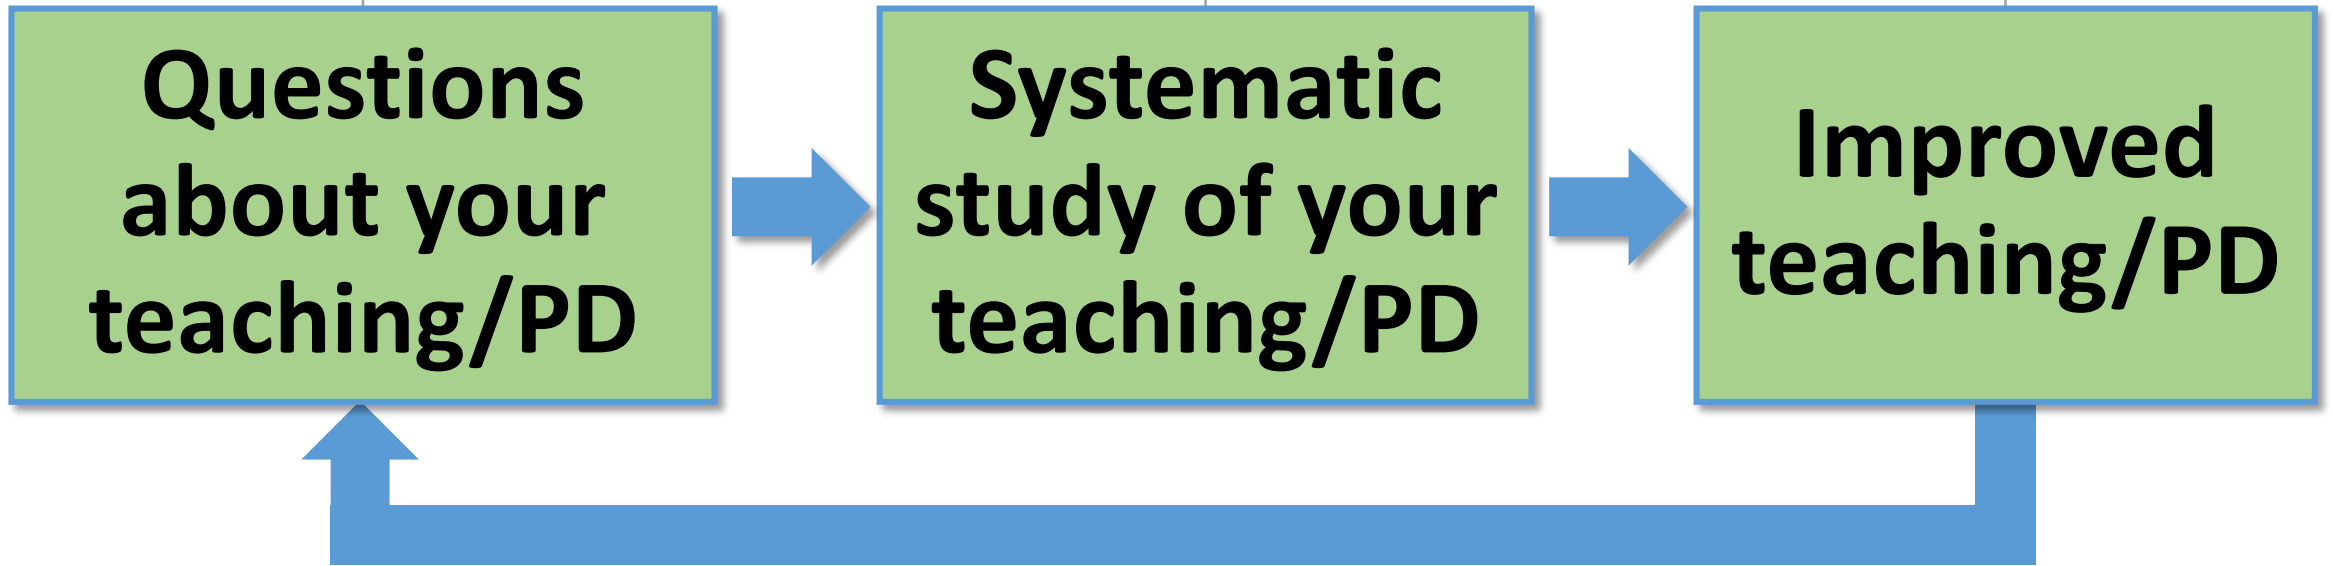 Questions
about your
teaching/PD
Systematic
study of your
teaching/PD
Improved
teaching/PD